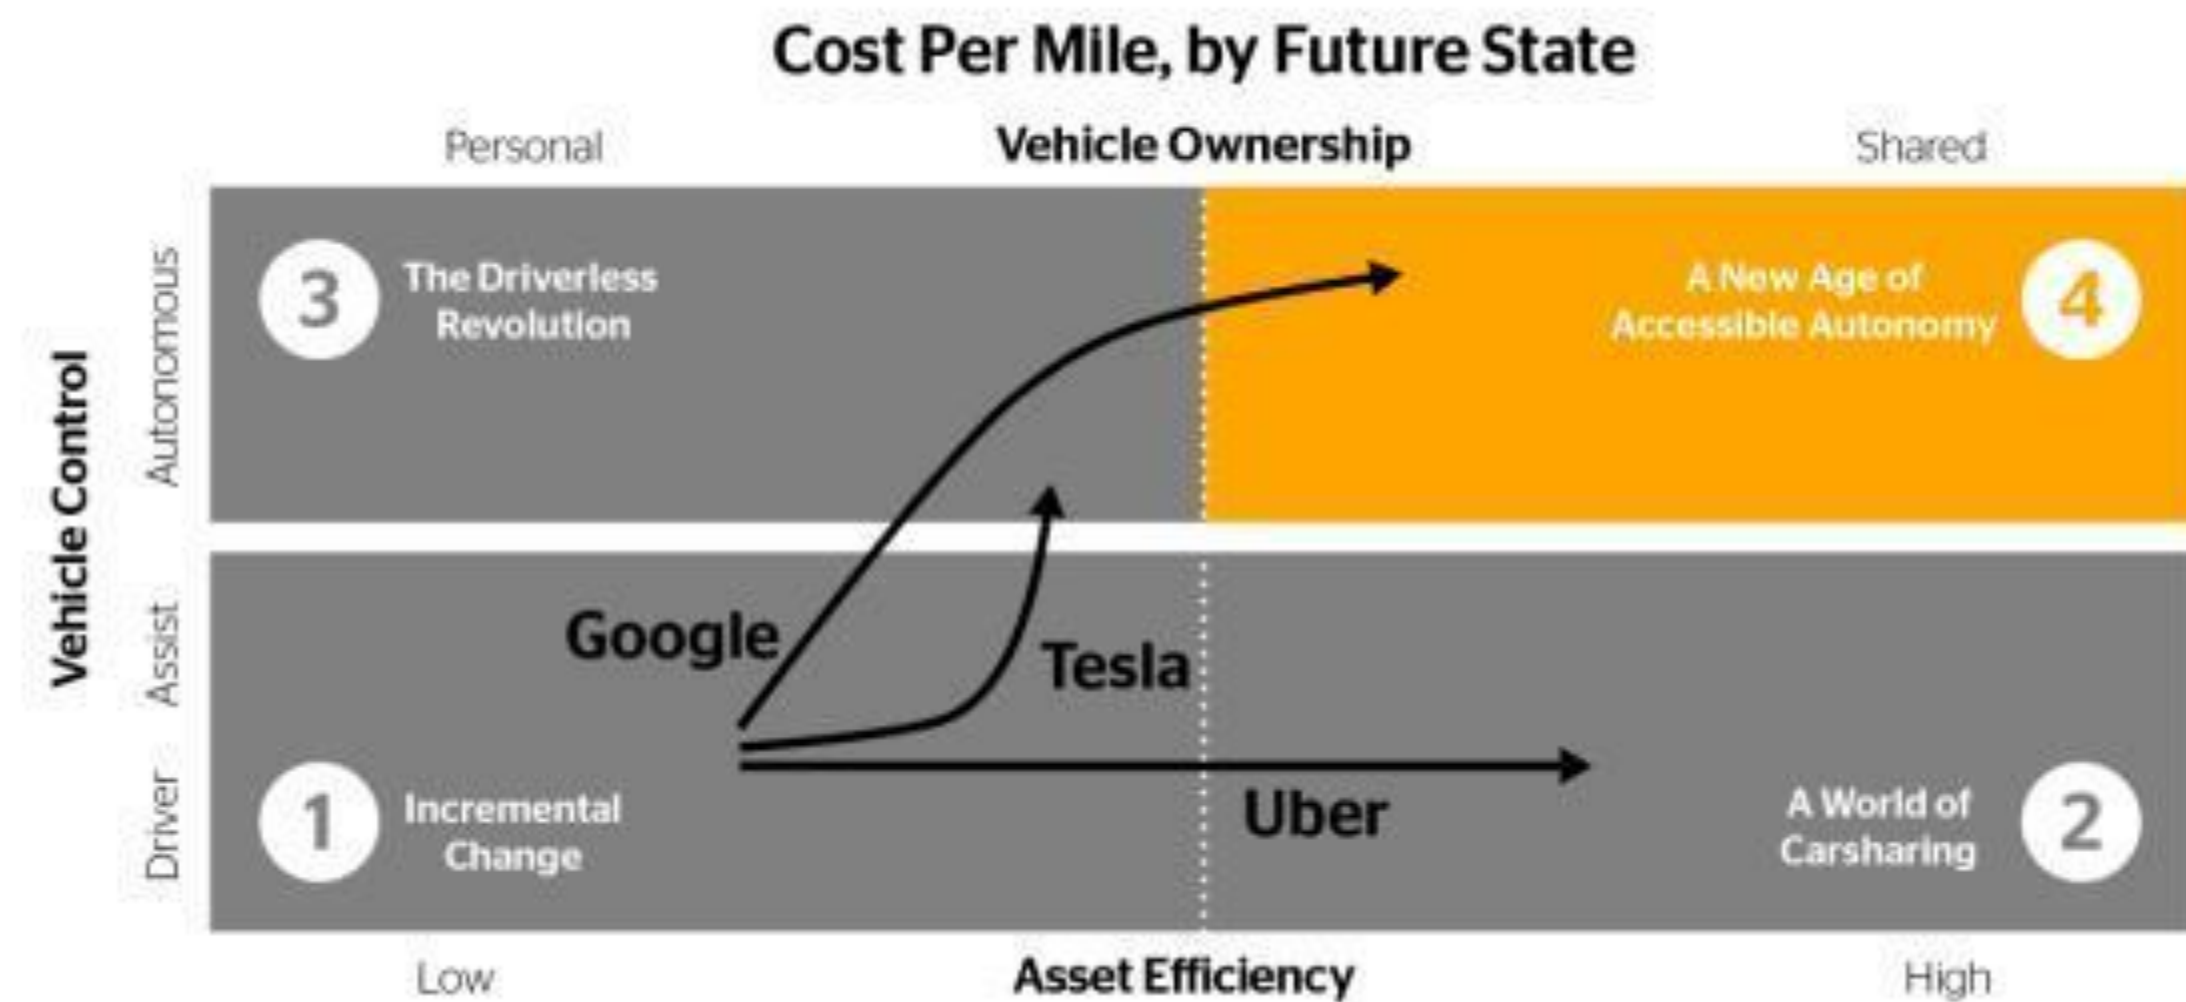 Cost Per Mile, by Future State
Personal
Vehicle Ownership
Shared
Vehicle Control
Autonomous
Assist
Driver
3
The Driverless
Revolution
A New Age of
Accessible Autonomy
4
Google
Tesla
Uber
1
Incremental
Change
A World of
Carsharing
2
Low
Asset Efficiency
High